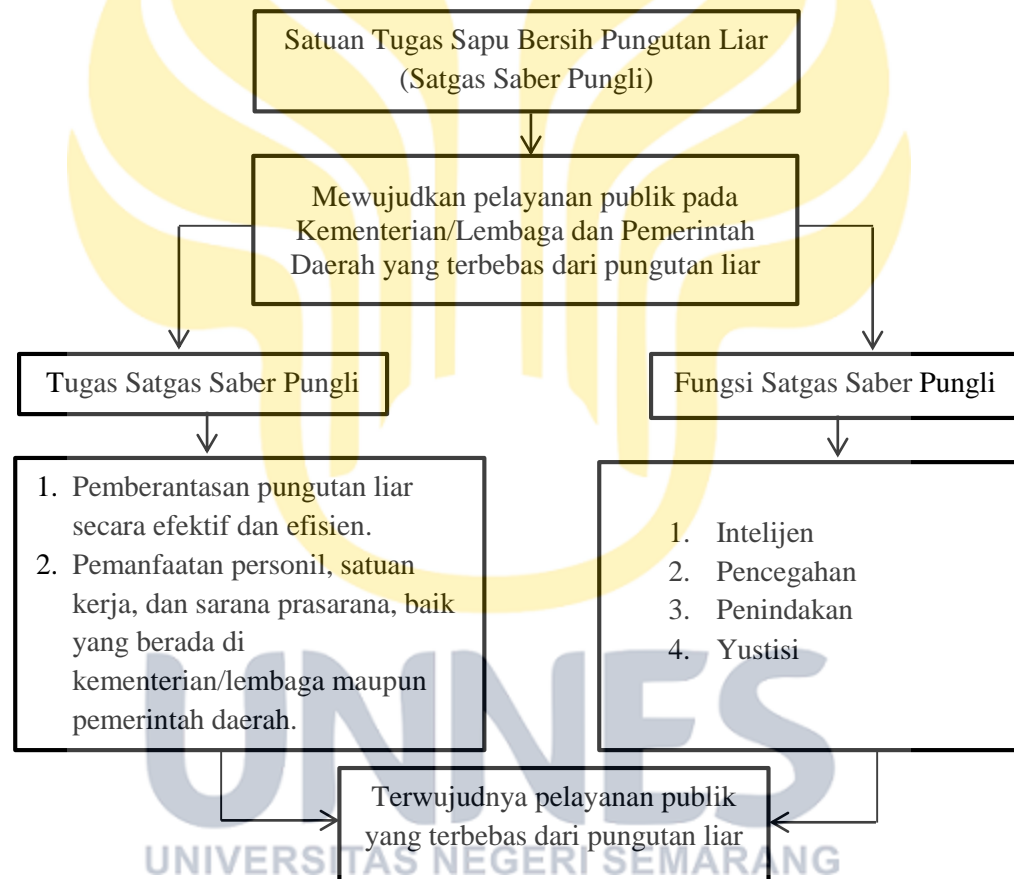 Satuan Tugas Sapu Bersih Pungutan Liar
(Satgas Saber Pungli)
Mewujudkan pelayanan publik pada
Kementerian/Lembaga dan Pemerintah
Daerah yang terbebas dari pungutan liar
Tugas Satgas Saber Pungli
Fungsi Satgas Saber Pungli
1. Pemberantasan pungutan liar
secara efektif dan efisien.
2. Pemanfaatan personil, satuan
kerja, dan sarana prasarana, baik
yang berada di
kementerian/lembaga maupun
pemerintah daerah.
1. Intelijen
2. Pencegahan
3. Penindakan
4. Yustisi
Terwujudnya pelayanan publik
yang terbebas dari pungutan liar
UNNES
UNIVERSITAS NEGERI SEMARANG